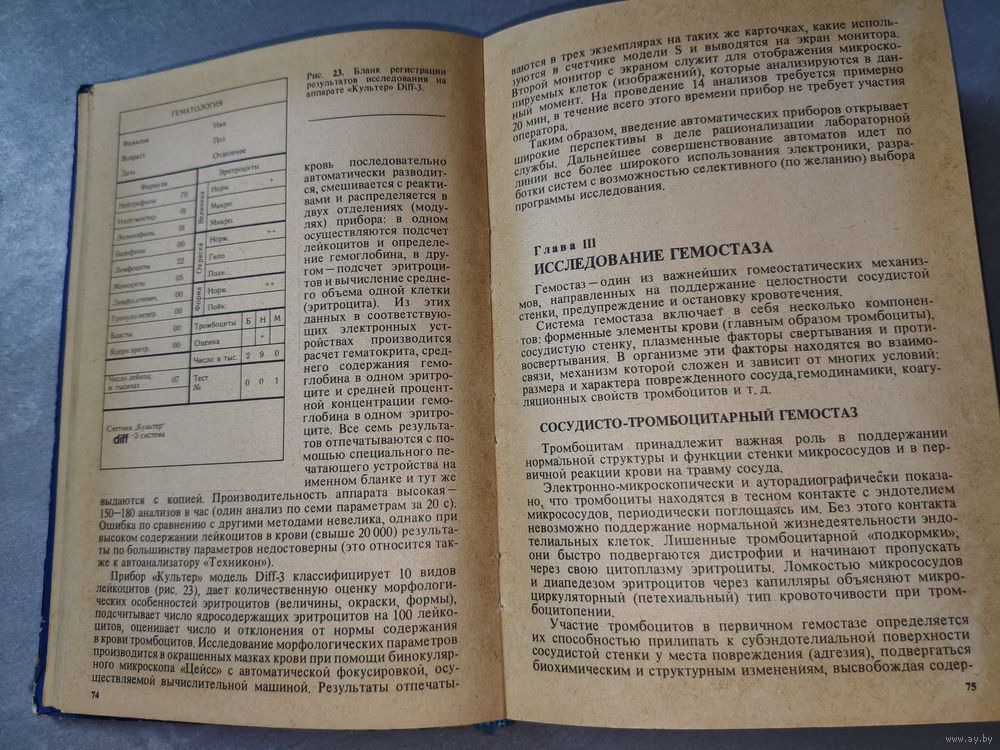 Рис. 23. Бланк регистрации
результатов исследования на
аппарате «Культер» Diff-3.
ГЕМАТОЛОГИЯ
Фамилия Имя
Возраст Пол
Дата Отделение
Формула Эритроциты
Нейтрофилы 70
Эозинофилы 01
Базофилы 00
Лимфоциты 22
Моноциты 05
00
00
Бласты 00
Ядерн. эритр. 00
Величина
Норм. +
Макро.
Микро.
Окраска
Норм. ++
Гипо
Полих.
Форма
Норм. ++
Пойк.
Тромбоциты Б Н М
Оценка +
Число в тыс. 2 9 0
Число лейкоц. 07
в тысячах
Тест 0 0 1
№
Счетчик „Культер"
diff -3 система
кровь последовательно
автоматически разводит-
ся, смешивается с реакти-
вами и распределяется в
двух отделениях (моду-
лях) прибора: в одном
осуществляются подсчет
лейкоцитов и определе-
ние гемоглобина, в дру-
гом—подсчет эритроци-
тов и вычисление средне-
го объема одной клетки
(эритроцита). Из этих
данных в соответствую-
щих электронных уст-
ройствах производится
расчет гематокрита, сред-
него содержания гемо-
глобина в одном эритро-
ците и средней процент-
ной концентрации гемо-
глобина в одном эритро-
ците. Все семь результа-
тов отпечатываются с по-
мощью специального пе-
чатающего устройства на
именном бланке и тут же
выдаются с копией. Производительность аппарата высокая—
150—180 анализов в час (один анализ по семи параметрам за 20 с).
Ошибка по сравнению с другими методами невелика, однако при
высоком содержании лейкоцитов в крови (свыше 20 000) результа-
ты по большинству параметров недостоверны (это относится так-
же к автоанализатору «Техникон»).
Прибор «Культер» модель Diff-3 классифицирует 10 видов
лейкоцитов (рис. 23), дает количественную оценку морфологи-
ческих особенностей эритроцитов (величины, окраски, формы),
подсчитывает число ядросодержащих эритроцитов на 100 лейко-
цитов, оценивает число и отклонения от нормы содержания
в крови тромбоцитов. Исследование морфологических параметров
производится в окрашенных мазках крови при помощи бинокуляр-
ного микроскопа «Цейсс» с автоматической фокусировкой, осу-
ществляемой вычислительной машиной. Результаты отпечаты-
74
ваются в трех экземплярах на таких же карточках, какие исполь-
зуются в счетчике модели S и выводятся на экран монитора.
Второй монитор с экраном служит для отображения микроско-
пируемых клеток (изображений), которые анализируются в дан-
ный момент. На проведение 14 анализов требуется примерно
20 мин, в течение всего этого времени прибор не требует участия
оператора.
Таким образом, введение автоматических приборов открывает
широкие перспективы в деле рационализации лабораторной
службы. Дальнейшее совершенствование автоматов идет по
линии все более широкого использования электроники, разра-
ботки систем с возможностью селективного (по желанию) выбора
программы исследования.
Глава III
ИССЛЕДОВАНИЕ ГЕМОСТАЗА
Гемостаз—один из важнейших гомеостатических механиз-
мов, направленных на поддержание целостности сосудистой
стенки, предупреждение и остановку кровотечения.
Система гемостаза включает в себя несколько компонен-
тов: форменные элементы крови (главным образом тромбоциты),
сосудистую стенку, плазменные факторы свертывания и проти-
восвертывания. В организме эти факторы находятся во взаимо-
связи, механизм которой сложен и зависит от многих условий:
размера и характера поврежденного сосуда, гемодинамики, коагу-
ляционных свойств тромбоцитов и т. д.
СОСУДИСТО-ТРОМБОЦИТАРНЫЙ ГЕМОСТАЗ
Тромбоцитам принадлежит важная роль в поддержании
нормальной структуры и функции стенки микрососудов и в пер-
вичной реакции крови на травму сосуда.
Электронно-микроскопически и ауторадиографически показа-
но, что тромбоциты находятся в тесном контакте с эндотелием
микрососудов, периодически поглощаясь им. Без этого контакта
невозможно поддержание нормальной жизнедеятельности эндо-
телиальных клеток. Лишенные тромбоцитарной «подкормки»,
они быстро подвергаются дистрофии и начинают пропускать
через свою цитоплазму эритроциты. Ломкостью микрососудов
и диапедезом эритроцитов через капилляры объясняют микро-
циркуляторный (петехиальный) тип кровоточивости при тром-
боцитопении.
Участие тромбоцитов в первичном гемостазе определяется
их способностью прилипать к субэндотелиальной поверхности
сосудистой стенки у места повреждения (адгезия), подвергаться
биохимическим и структурным изменениям, высвобождая содер-
75
www.ay.by